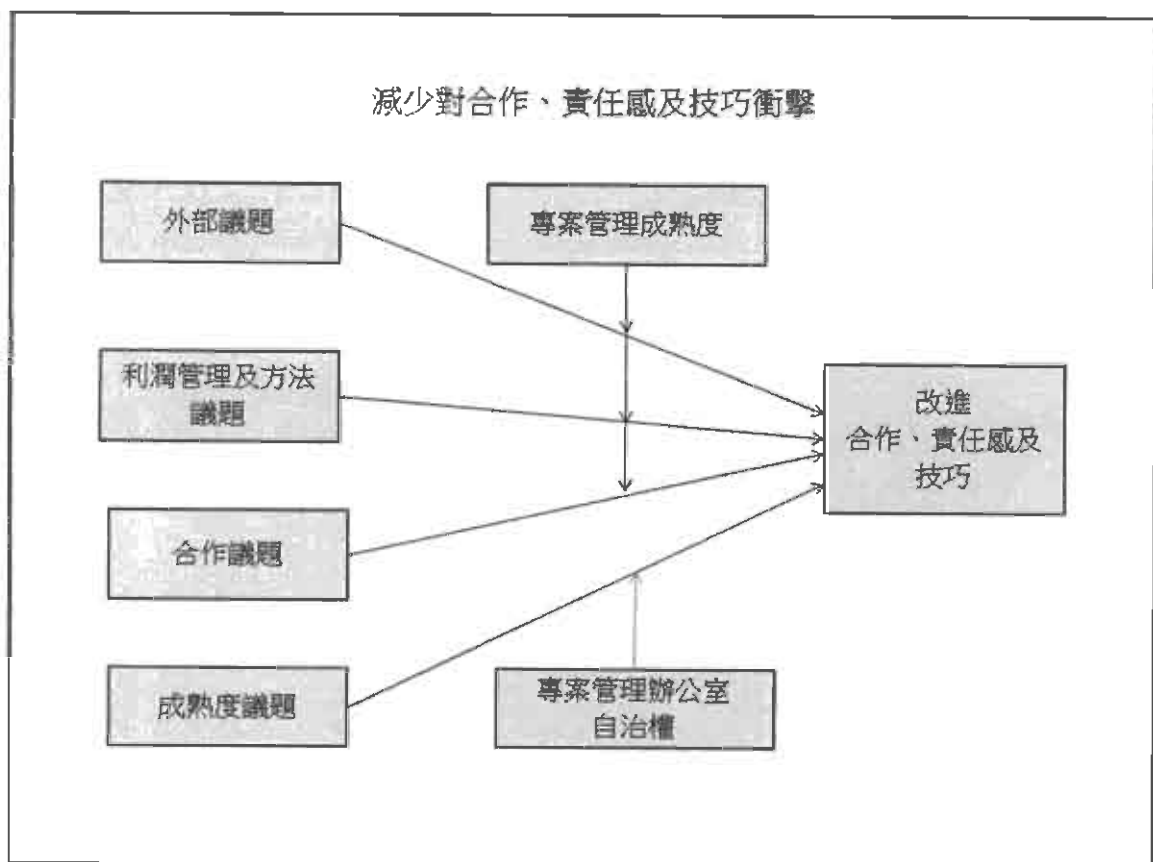 減少對合作、責任感及技巧衝擊
外部議題
專案管理成熟度
利潤管理及方法
議題
改進
合作、責任感及
技巧
合作議題
成熟度議題
專案管理辦公室
自治權